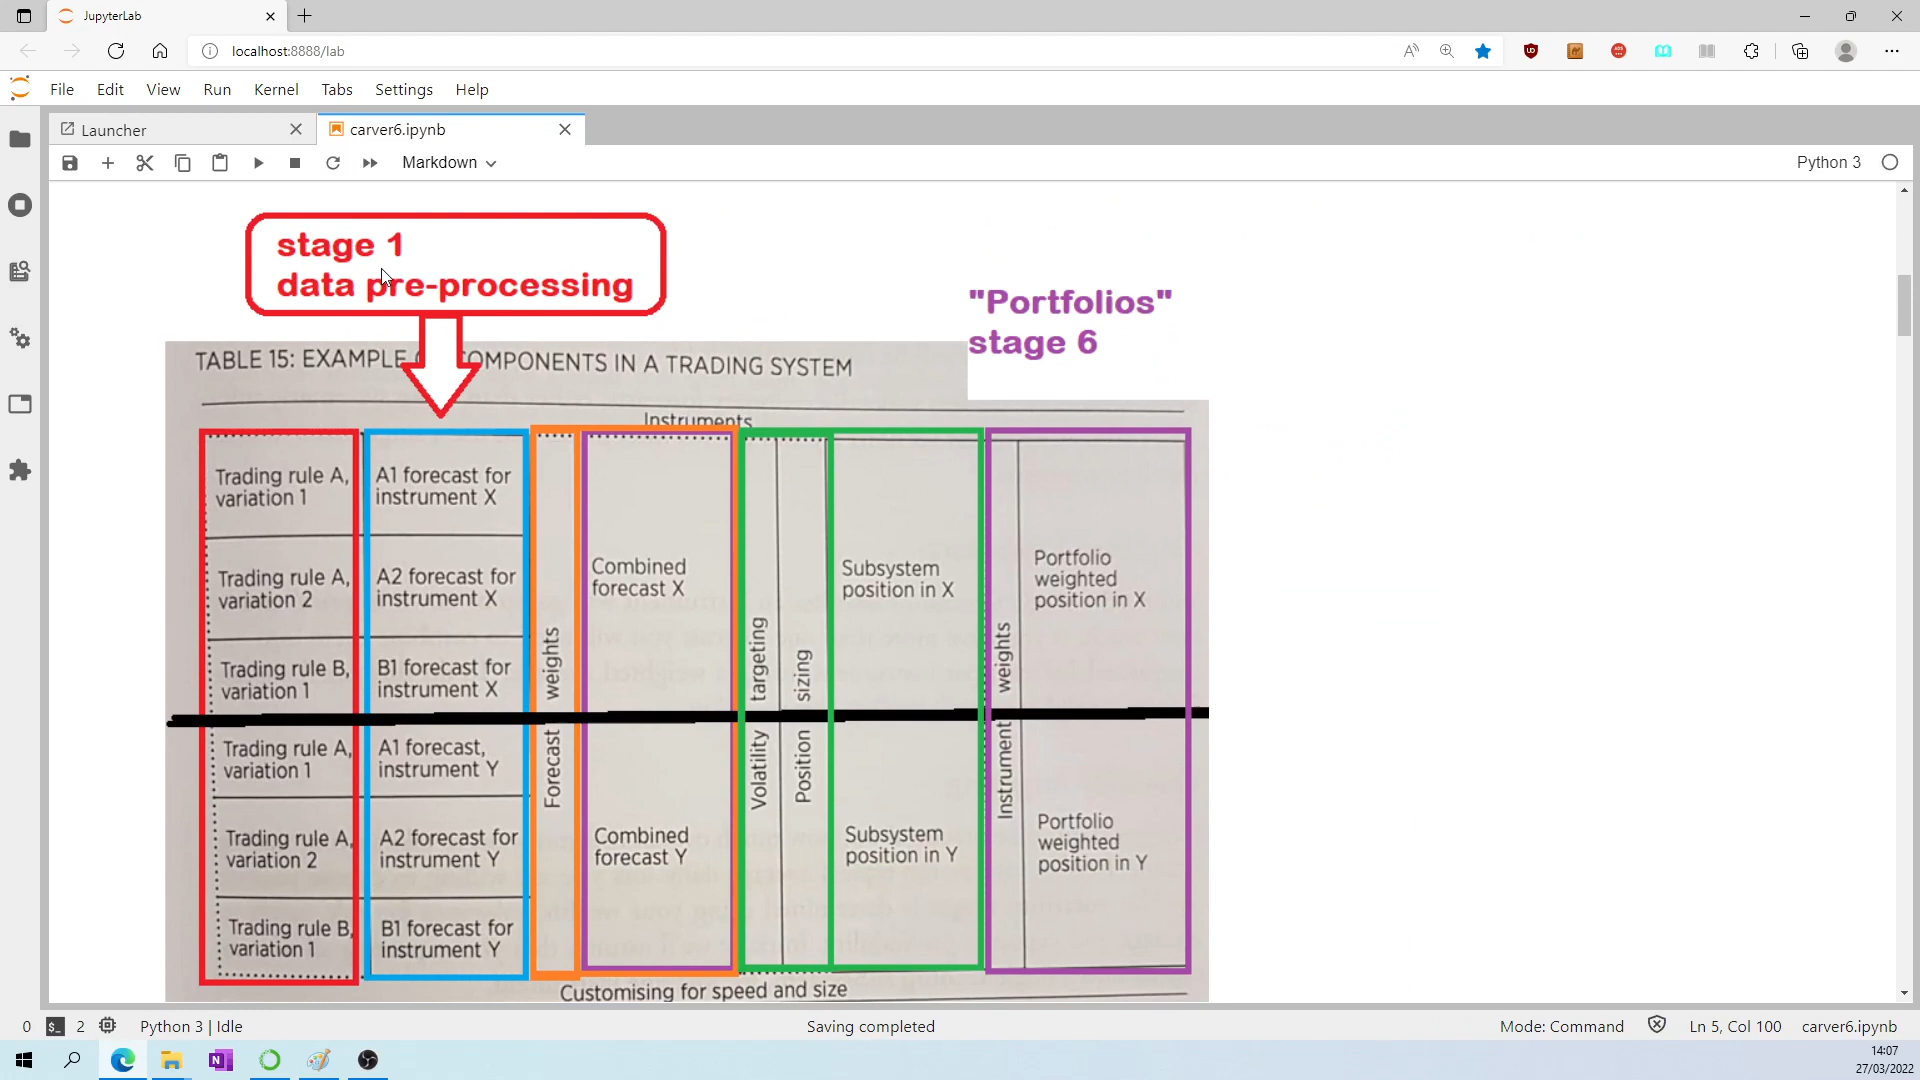 JupyterLab
localhost:8888/lab
File Edit View Run Kernel Tabs Settings Help
Launcher
carver6.ipynb
Markdown
Python 3
stage 1
data pre-processing
"Portfolios"
stage 6
TABLE 15: EXAMPLE COMPONENTS IN A TRADING SYSTEM
Instruments
Trading rule A,
variation 1
A1 forecast for
instrument X
Trading rule A,
variation 2
A2 forecast for
instrument X
Trading rule B,
variation 1
B1 forecast for
instrument X
Trading rule A,
variation 1
A1 forecast,
instrument Y
Trading rule A,
variation 2
A2 forecast for
instrument Y
Trading rule B,
variation 1
B1 forecast for
instrument Y
Forecast weights
Combined
forecast X
Combined
forecast Y
Volatility targeting
Position sizing
Subsystem
position in X
Subsystem
position in Y
Instrument weights
Portfolio
weighted
position in X
Portfolio
weighted
position in Y
Customising for speed and size
0 2 Python 3 | Idle
Saving completed
Mode: Command
Ln 5, Col 100
carver6.ipynb
14:07
27/03/2022